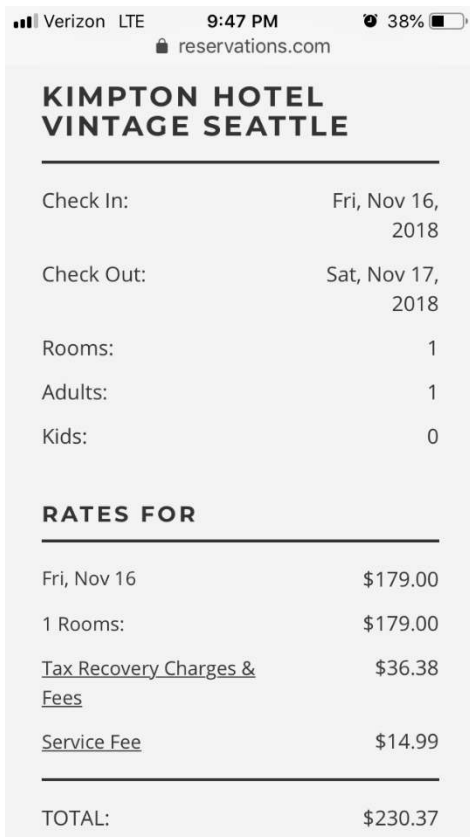 Verizon LTE 9:47 PM 38%
reservations.com
KIMPTON HOTEL
VINTAGE SEATTLE
Check In: Fri, Nov 16,
2018
Check Out: Sat, Nov 17,
2018
Rooms: 1
Adults: 1
Kids: 0
RATES FOR
Fri, Nov 16 $179.00
1 Rooms: $179.00
Tax Recovery Charges & $36.38
Fees
Service Fee $14.99
TOTAL: $230.37